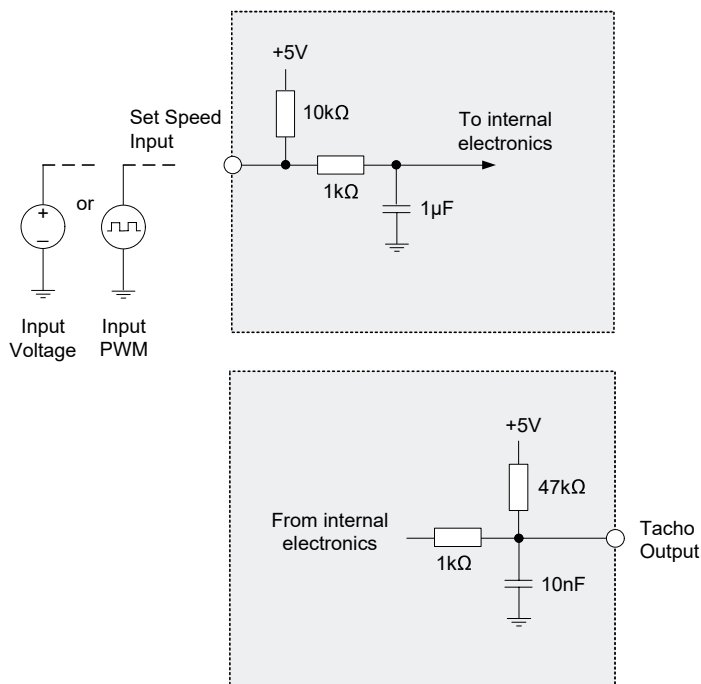 +5V
Set Speed
Input
10kΩ
To internal
electronics
1kΩ
1µF
or
+
–
Input
Voltage
Input
PWM
+5V
47kΩ
From internal
electronics
1kΩ
Tacho
Output
10nF